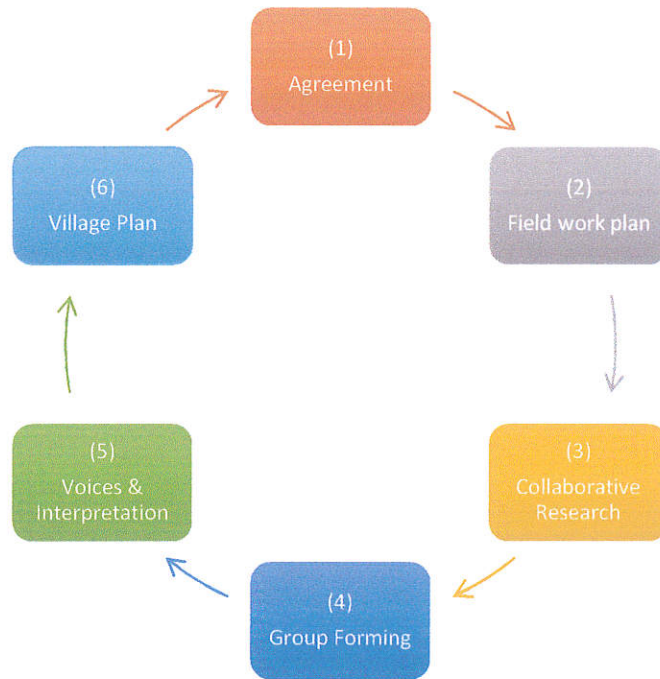 (1)
Agreement
(2)
Field work plan
(3)
Collaborative
Research
(4)
Group Forming
(5)
Voices &
Interpretation
(6)
Village Plan